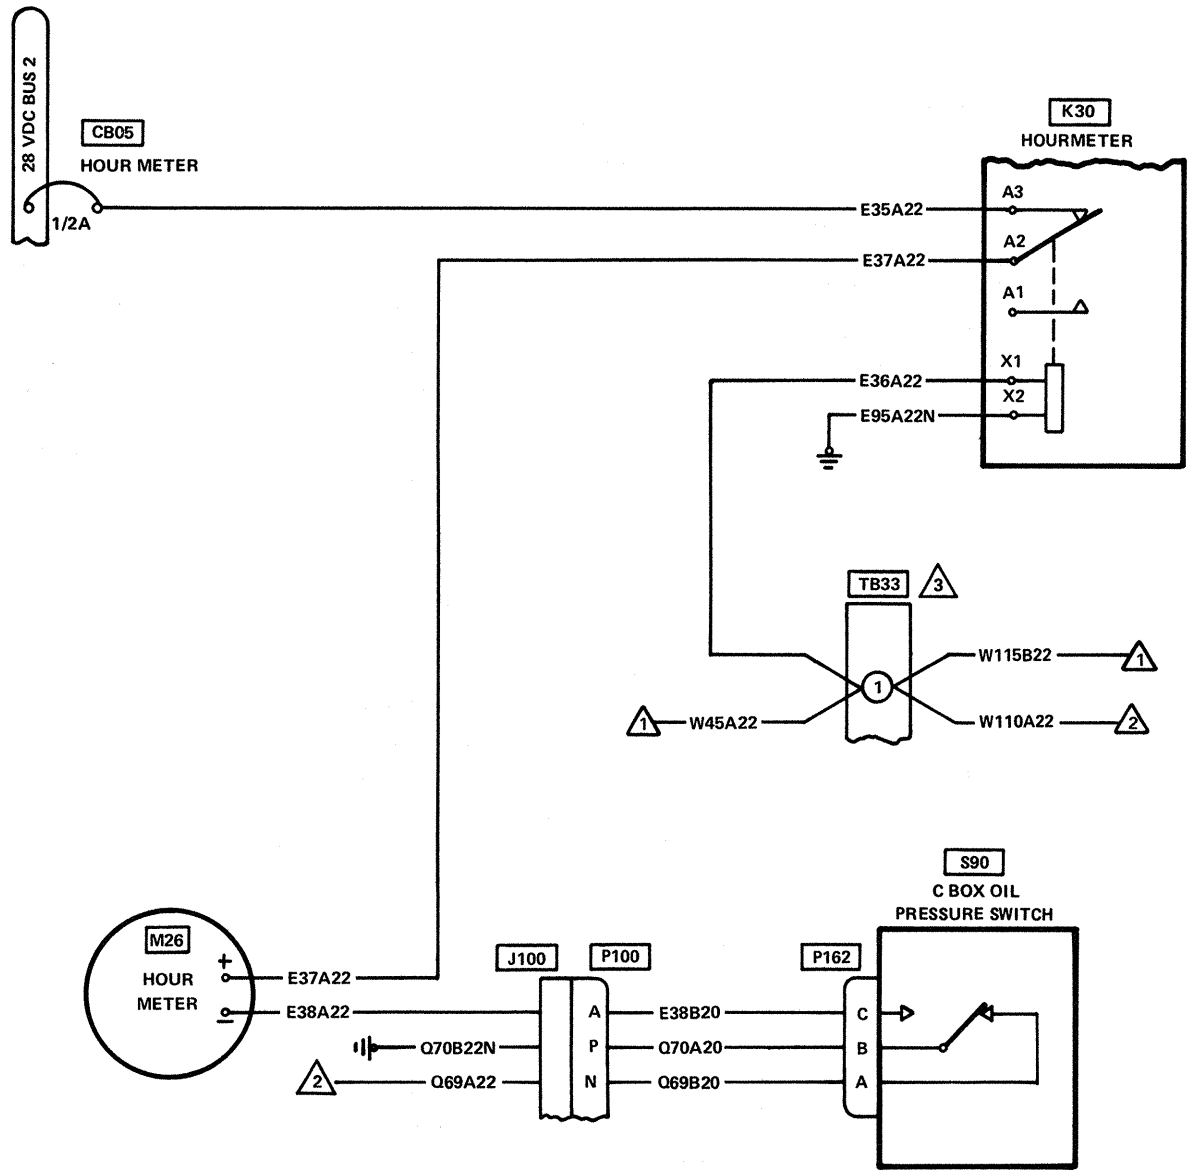 28 VDC BUS 2
CB05
HOUR METER
1/2A
K30
HOURMETER
A3
E35A22
A2
E37A22
A1
X1
E36A22
X2
E95A22N
TB33
3
W115B22
1
1
1
W45A22
W110A22
2
S90
C BOX OIL
PRESSURE SWITCH
M26
HOUR
METER
+
−
E37A22
E38A22
J100
P100
P162
A
E38B20
C
Q70B22N
P
Q70A20
B
2
Q69A22
N
Q69B20
A